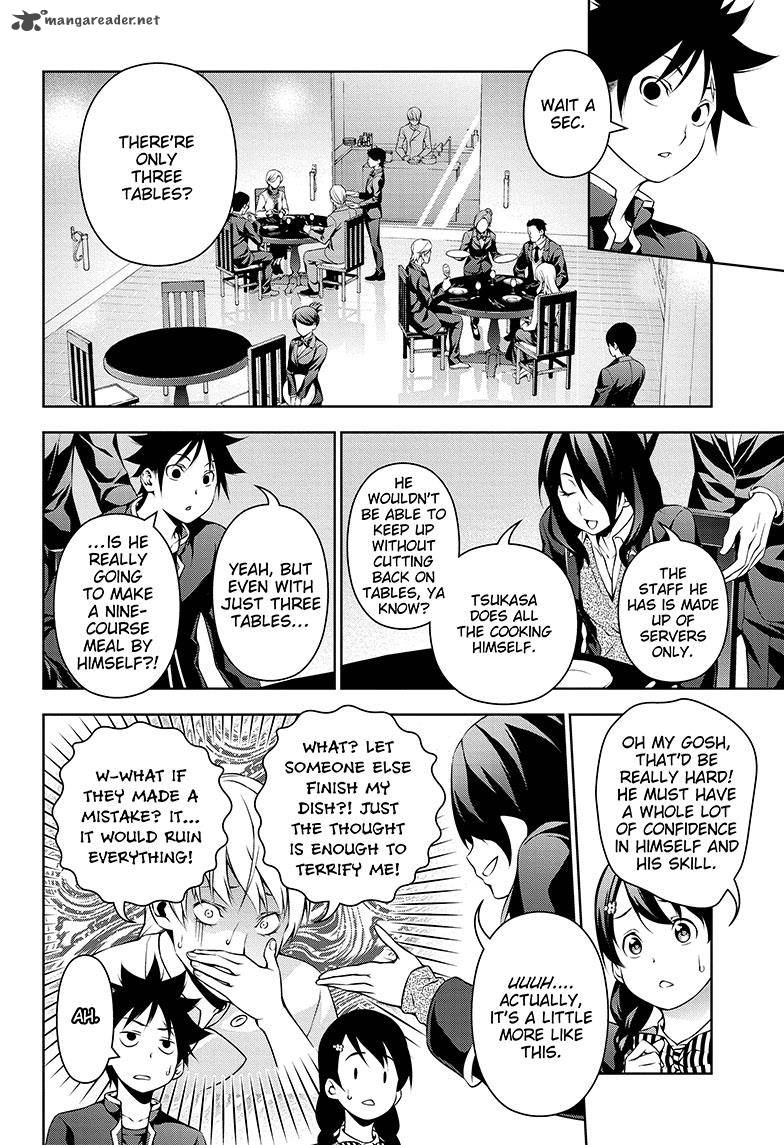 mangareader.net
WAIT A
SEC.
THERE'RE
ONLY
THREE
TABLES?
THE
STAFF HE
HAS IS MADE
UP OF
SERVERS
ONLY.
TSUKASA
DOES ALL
THE COOKING
HIMSELF.
HE
WOULDN'T
BE ABLE TO
KEEP UP
WITHOUT
CUTTING
BACK ON
TABLES, YA
KNOW?
YEAH, BUT
EVEN WITH
JUST THREE
TABLES...
...IS HE
REALLY
GOING
TO MAKE
A NINE-
COURSE
MEAL BY
HIMSELF?!
OH MY GOSH,
THAT'D BE
REALLY HARD!
HE MUST HAVE
A WHOLE LOT
OF CONFIDENCE
IN HIMSELF AND
HIS SKILL.
UUUH....
ACTUALLY,
IT'S A LITTLE
MORE LIKE
THIS.
WHAT? LET
SOMEONE ELSE
FINISH MY
DISH?! JUST
THE THOUGHT
IS ENOUGH TO
TERRIFY ME!
W-WHAT IF
THEY MADE A
MISTAKE? IT...
IT WOULD RUIN
EVERYTHING!
AH.